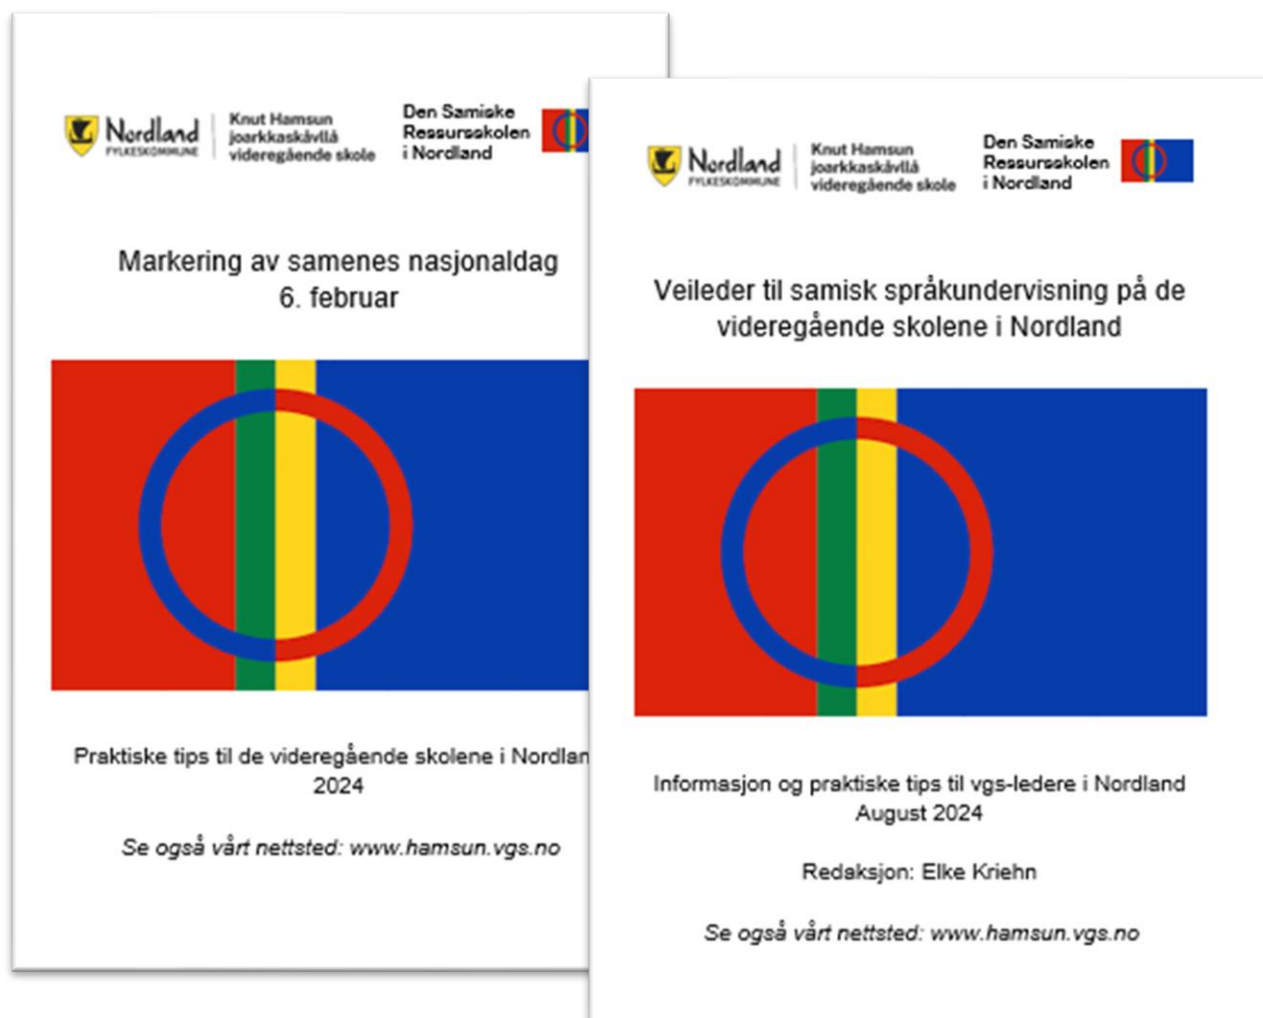 Nordland
FYLKESKOMMUNE
Knut Hamsun
joarkkaskåvllå
videregående skole
Den Samiske
Ressursskolen
i Nordland
Markering av samenes nasjonaldag
6. februar
Praktiske tips til de videregående skolene i Nordlan
2024
Se også vårt nettsted: www.hamsun.vgs.no
Nordland
FYLKESKOMMUNE
Knut Hamsun
joarkkaskåvllå
videregående skole
Den Samiske
Ressursskolen
i Nordland
Veileder til samisk språkundervisning på de
videregående skolene i Nordland
Informasjon og praktiske tips til vgs-ledere i Nordland
August 2024
Redaksjon: Elke Kriehn
Se også vårt nettsted: www.hamsun.vgs.no